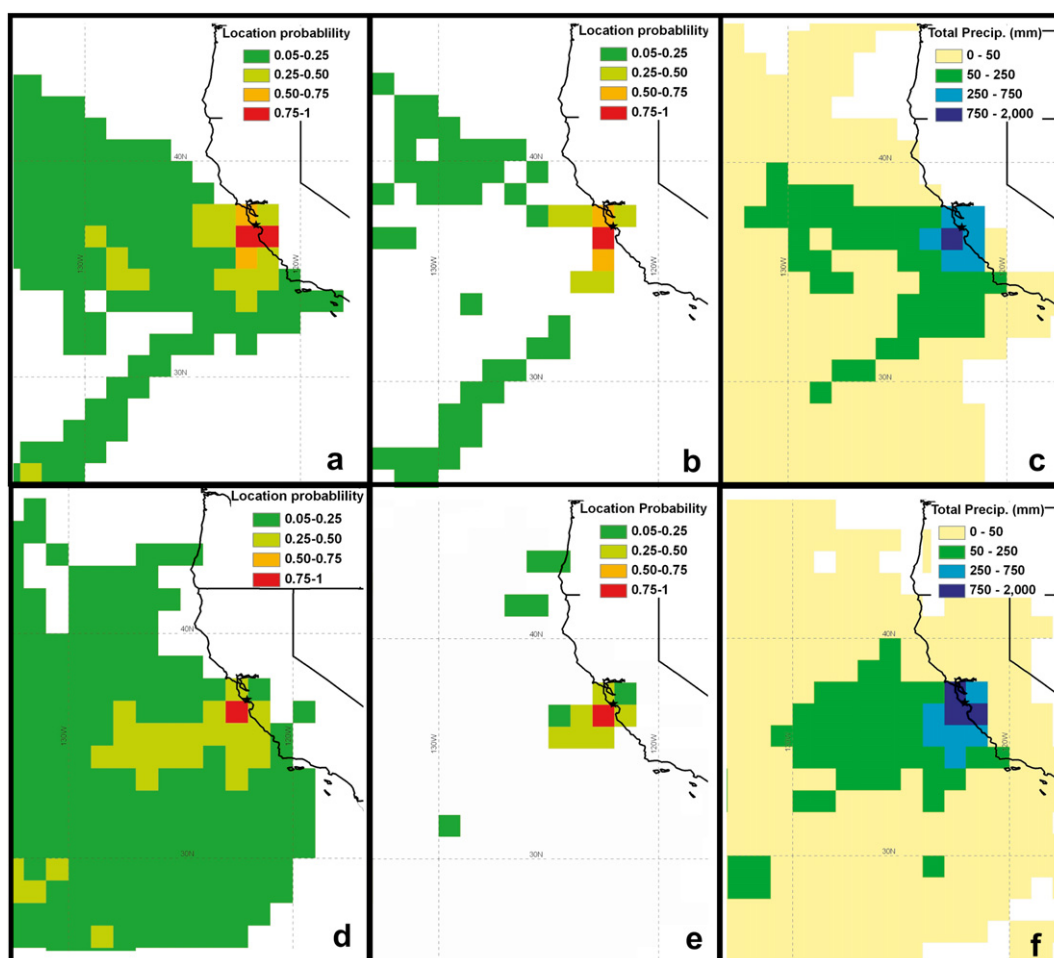 Location probablility
0.05-0.25
0.25-0.50
0.50-0.75
0.75-1
40N
130W
120W
30N
a
Location probablility
0.05-0.25
0.25-0.50
0.50-0.75
0.75-1
40N
130W
120W
30N
b
Total Precip. (mm)
0 - 50
50 - 250
250 - 750
750 - 2,000
40N
130W
120W
30N
c
Location probablility
0.05-0.25
0.25-0.50
0.50-0.75
0.75-1
40N
130W
120W
30N
d
Location Probablility
0.05-0.25
0.25-0.50
0.50-0.75
0.75-1
40N
130W
120W
30N
e
Total Precip. (mm)
0 - 50
50 - 250
250 - 750
750 - 2,000
40N
130W
120W
30N
f